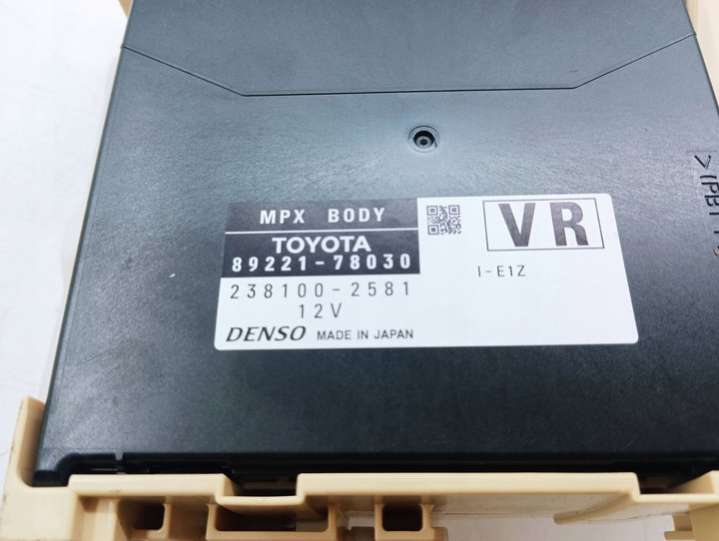 MPX BODY
TOYOTA
89221-78030
238100-2581
12V
DENSO MADE IN JAPAN
VR
I-E1Z